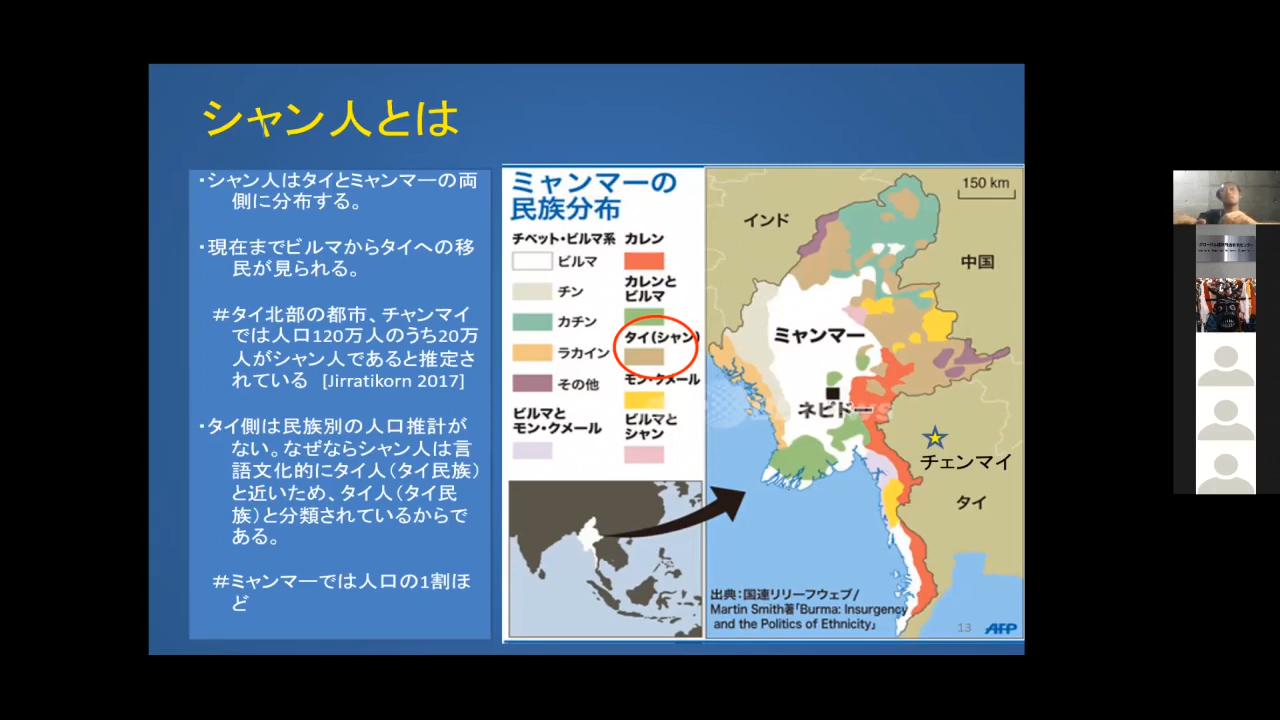 シャン人とは
・シャン人はタイとミャンマーの両
側に分布する。
・現在までビルマからタイへの移
民が見られる。
＃タイ北部の都市、チャンマイ
では人口120万人のうち20万
人がシャン人であると推定さ
れている [Jirratikorn 2017]
・タイ側は民族別の人口推計が
ない。なぜならシャン人は言
語文化的にタイ人（タイ民族）
と近いため、タイ人（タイ民
族）と分類されているからで
ある。
＃ミャンマーでは人口の1割ほ
ど
ミャンマーの
民族分布
チベット・ビルマ系
ビルマ
チン
カチン
ラカイン
その他
ビルマと
モン・クメール
カレン
カレンと
ビルマ
タイ(シャン)
モン・クメール
ビルマと
シャン
150 km
インド
中国
ミャンマー
ネピドー
チェンマイ
タイ
出典：国連リリーフウェブ/
Martin Smith著「Burma: Insurgency
and the Politics of Ethnicity」
13
AFP